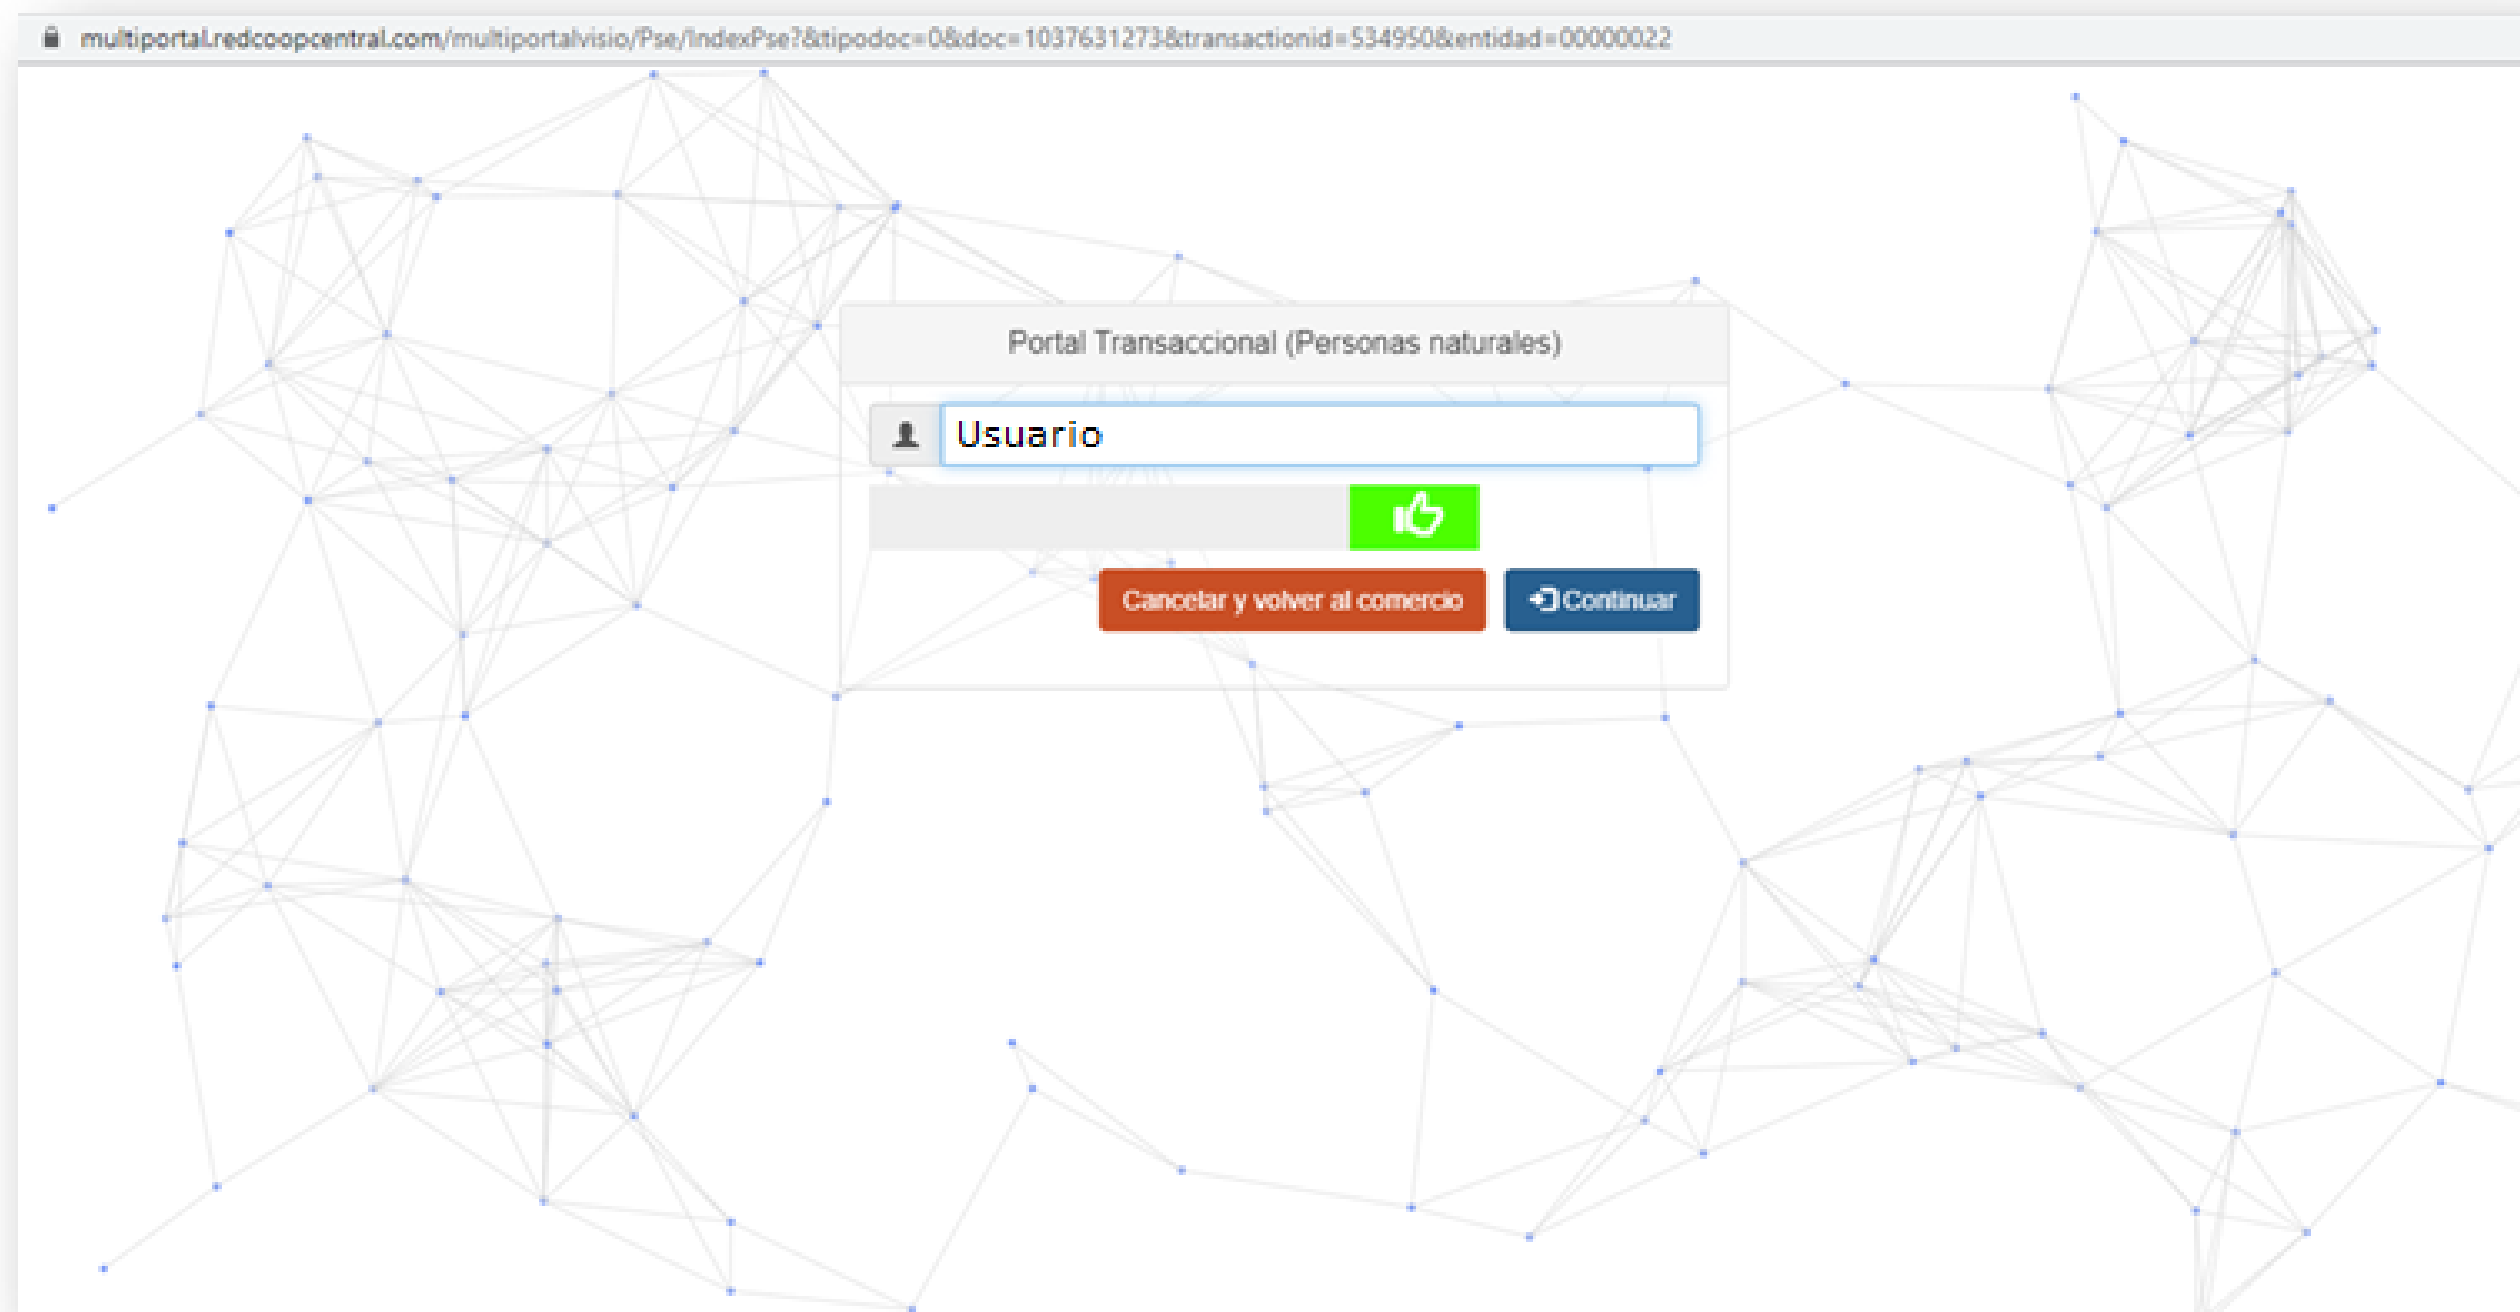 multiportal.redcoopcentral.com/multiportalvisio/Pse/IndexPse?&tipodoc=0&doc=1037631273&transactionid=534950&entidad=00000022
Portal Transaccional (Personas naturales)
Usuario
Cancelar y volver al comercio
Continuar